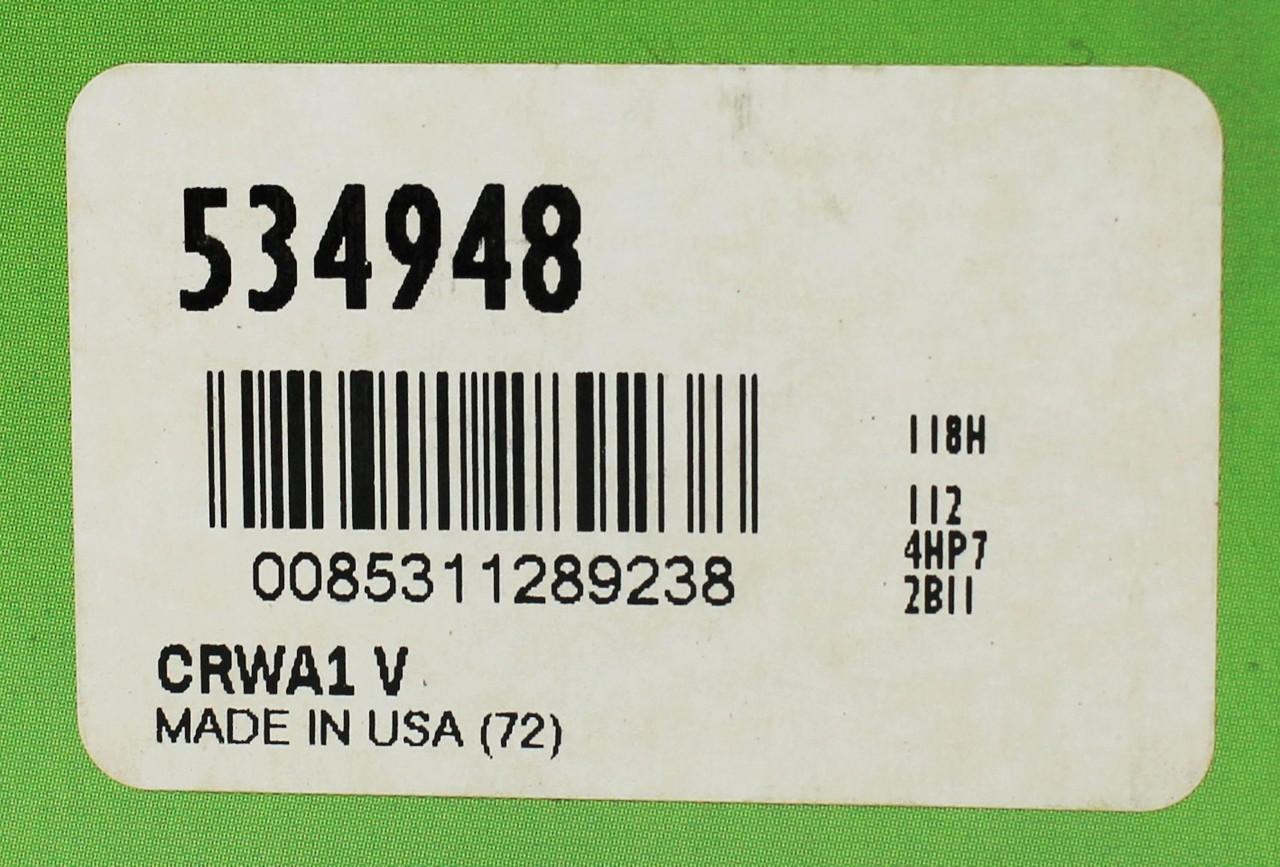 534948
0085311289238
118H
112
4HP7
2B11
CRWA1 V
MADE IN USA (72)